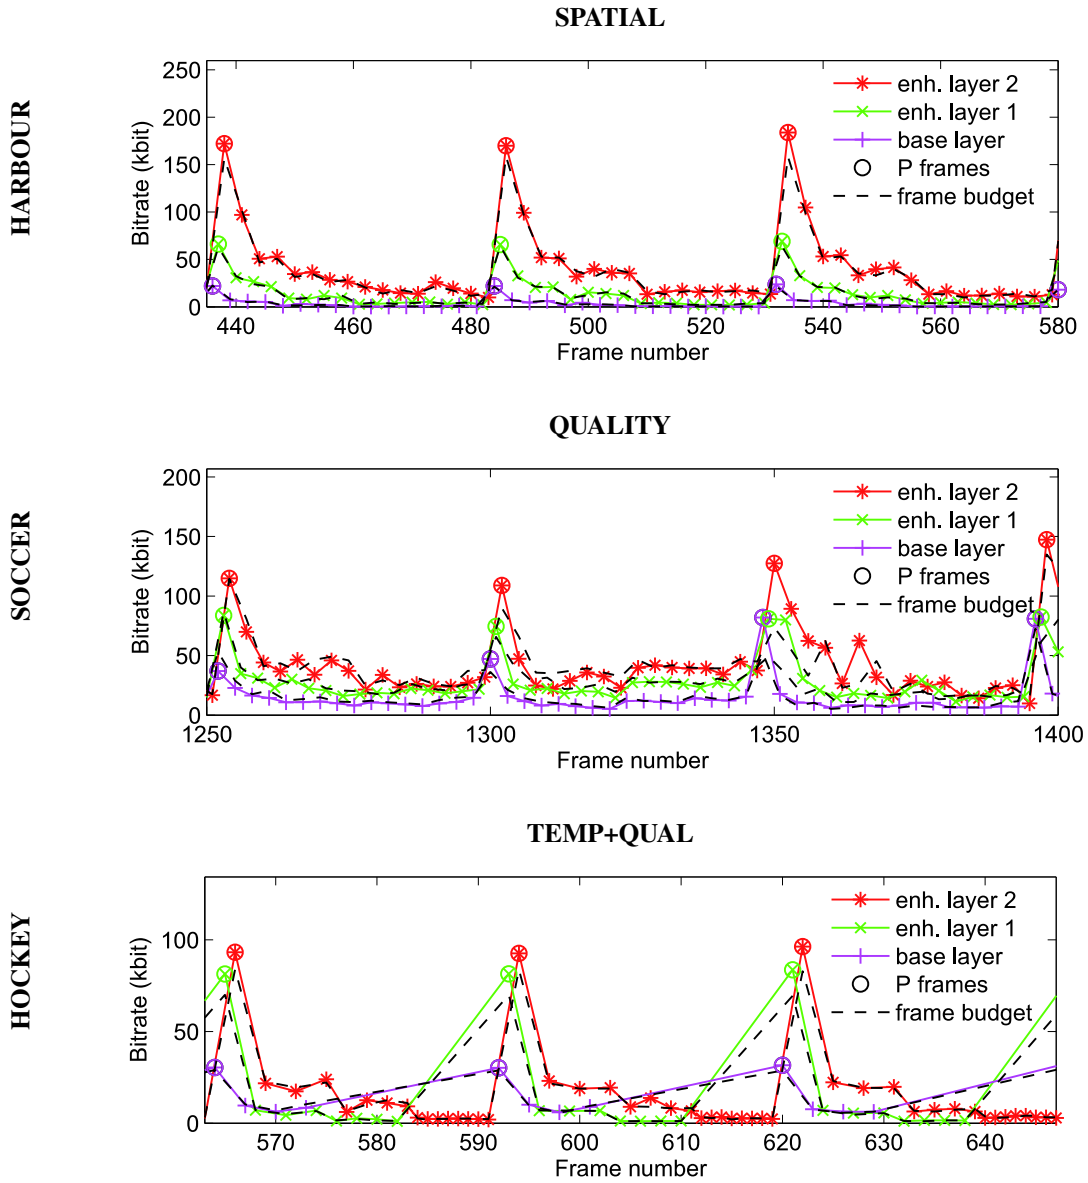 SPATIAL
HARBOUR
Bitrate (kbit)
250
200
150
100
50
0
enh. layer 2
enh. layer 1
base layer
P frames
frame budget
440 460 480 500 520 540 560 580
Frame number
QUALITY
SOCCER
Bitrate (kbit)
200
150
100
50
0
enh. layer 2
enh. layer 1
base layer
P frames
frame budget
1250 1300 1350 1400
Frame number
TEMP+QUAL
HOCKEY
Bitrate (kbit)
100
50
0
enh. layer 2
enh. layer 1
base layer
P frames
frame budget
570 580 590 600 610 620 630 640
Frame number